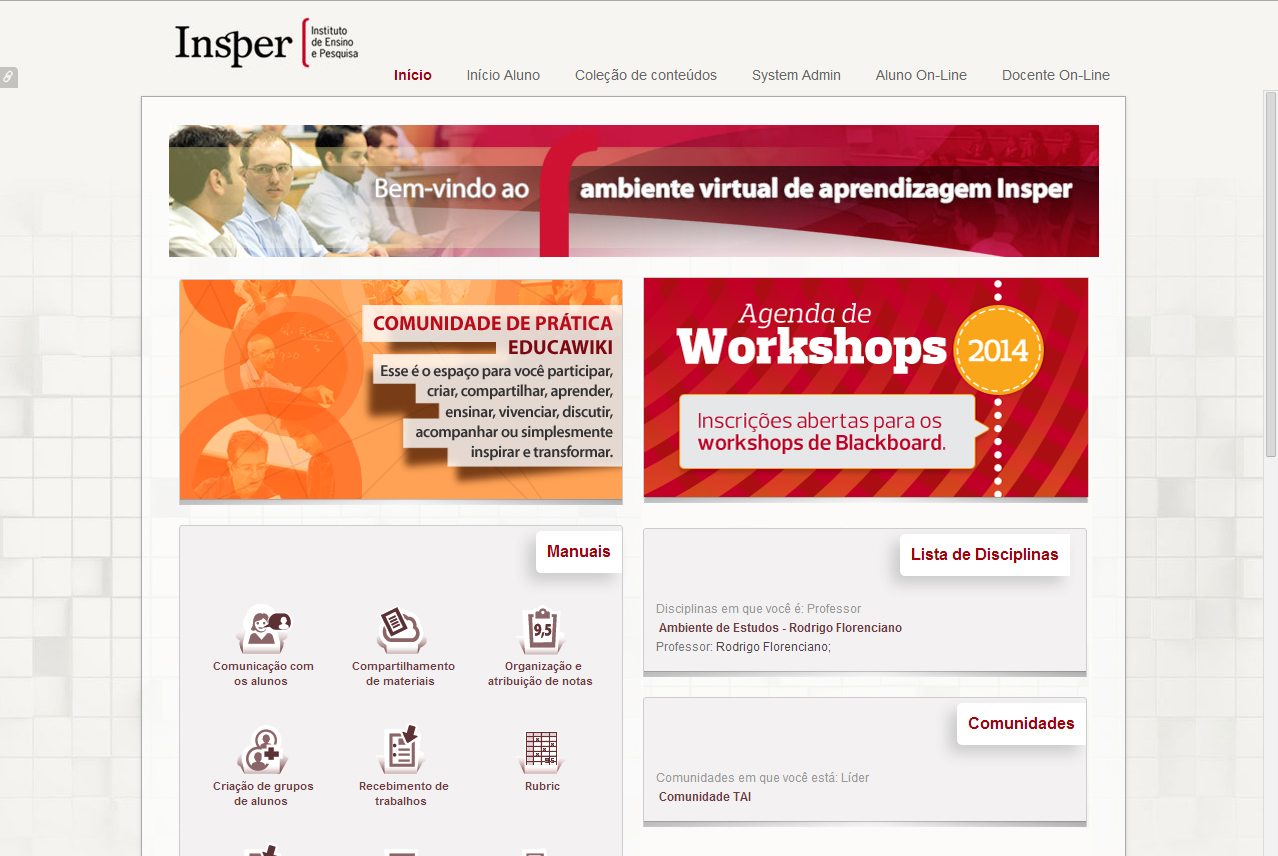 Insper
Instituto
de Ensino
e Pesquisa
Início
Início Aluno
Coleção de conteúdos
System Admin
Aluno On-Line
Docente On-Line
Bem-vindo ao
ambiente virtual de aprendizagem Insper
COMUNIDADE DE PRÁTICA
EDUCAWIKI
Esse é o espaço para você participar,
criar, compartilhar, aprender,
ensinar, vivenciar, discutir,
acompanhar ou simplesmente
inspirar e transformar.
Agenda de
Workshops
2014
Inscrições abertas para os
workshops de Blackboard.
Manuais
9,5
Comunicação com
os alunos
Compartilhamento
de materiais
Organização e
atribuição de notas
Criação de grupos
de alunos
Recebimento de
trabalhos
Rubric
Lista de Disciplinas
Disciplinas em que você é: Professor
Ambiente de Estudos - Rodrigo Florenciano
Professor: Rodrigo Florenciano;
Comunidades
Comunidades em que você está: Líder
Comunidade TAI